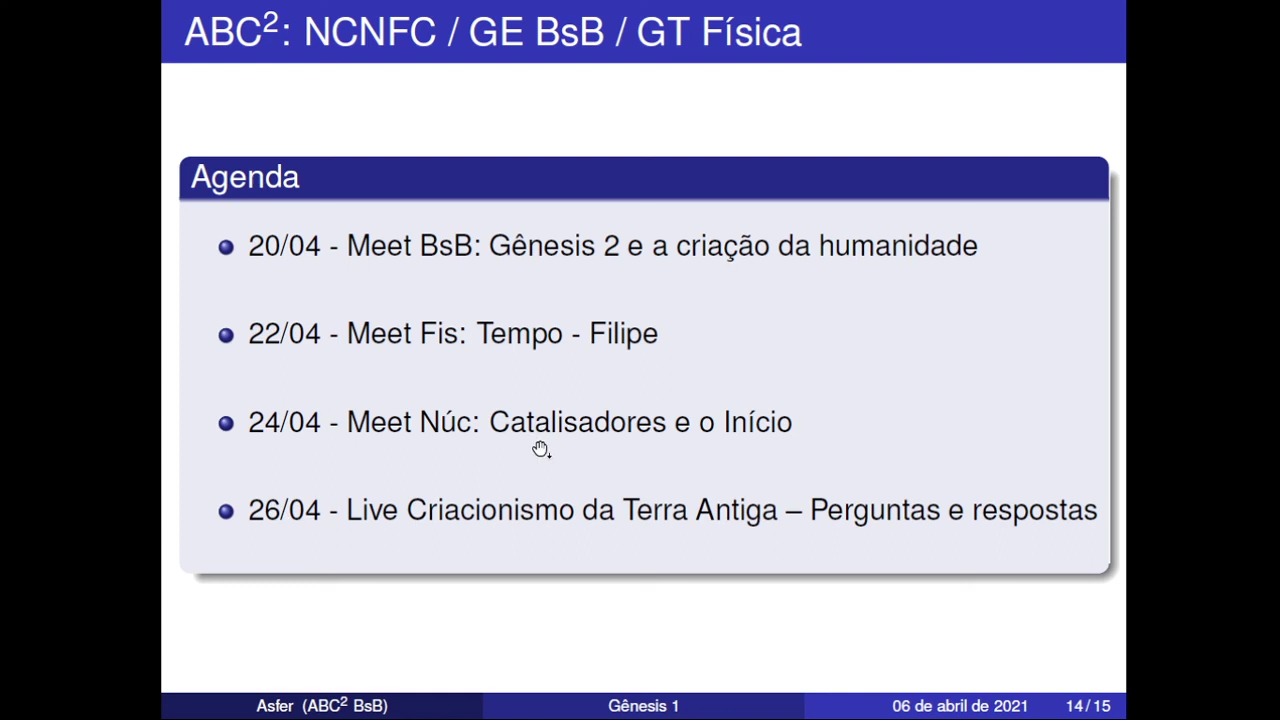 ABC²: NCNFC / GE BsB / GT Física
Agenda
20/04 - Meet BsB: Gênesis 2 e a criação da humanidade
22/04 - Meet Fis: Tempo - Filipe
24/04 - Meet Núc: Catalisadores e o Início
26/04 - Live Criacionismo da Terra Antiga – Perguntas e respostas
Asfer (ABC² BsB) Gênesis 1 06 de abril de 2021 14/15